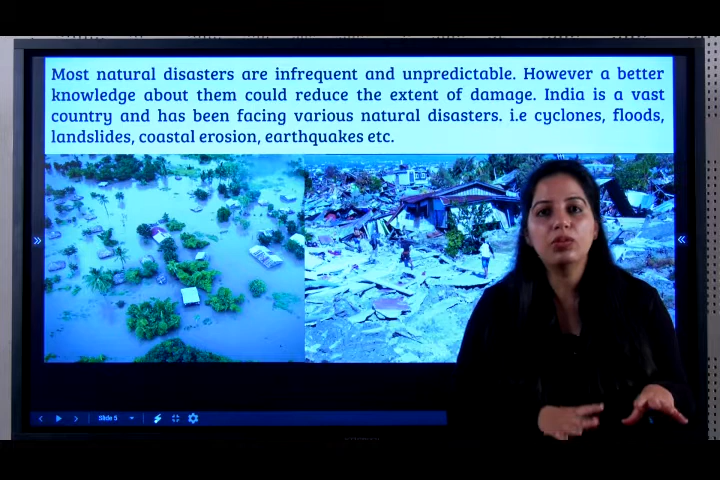 Most natural disasters are infrequent and unpredictable. However a better
knowledge about them could reduce the extent of damage. India is a vast
country and has been facing various natural disasters. i.e cyclones, floods,
landslides, coastal erosion, earthquakes etc.
Slide 5